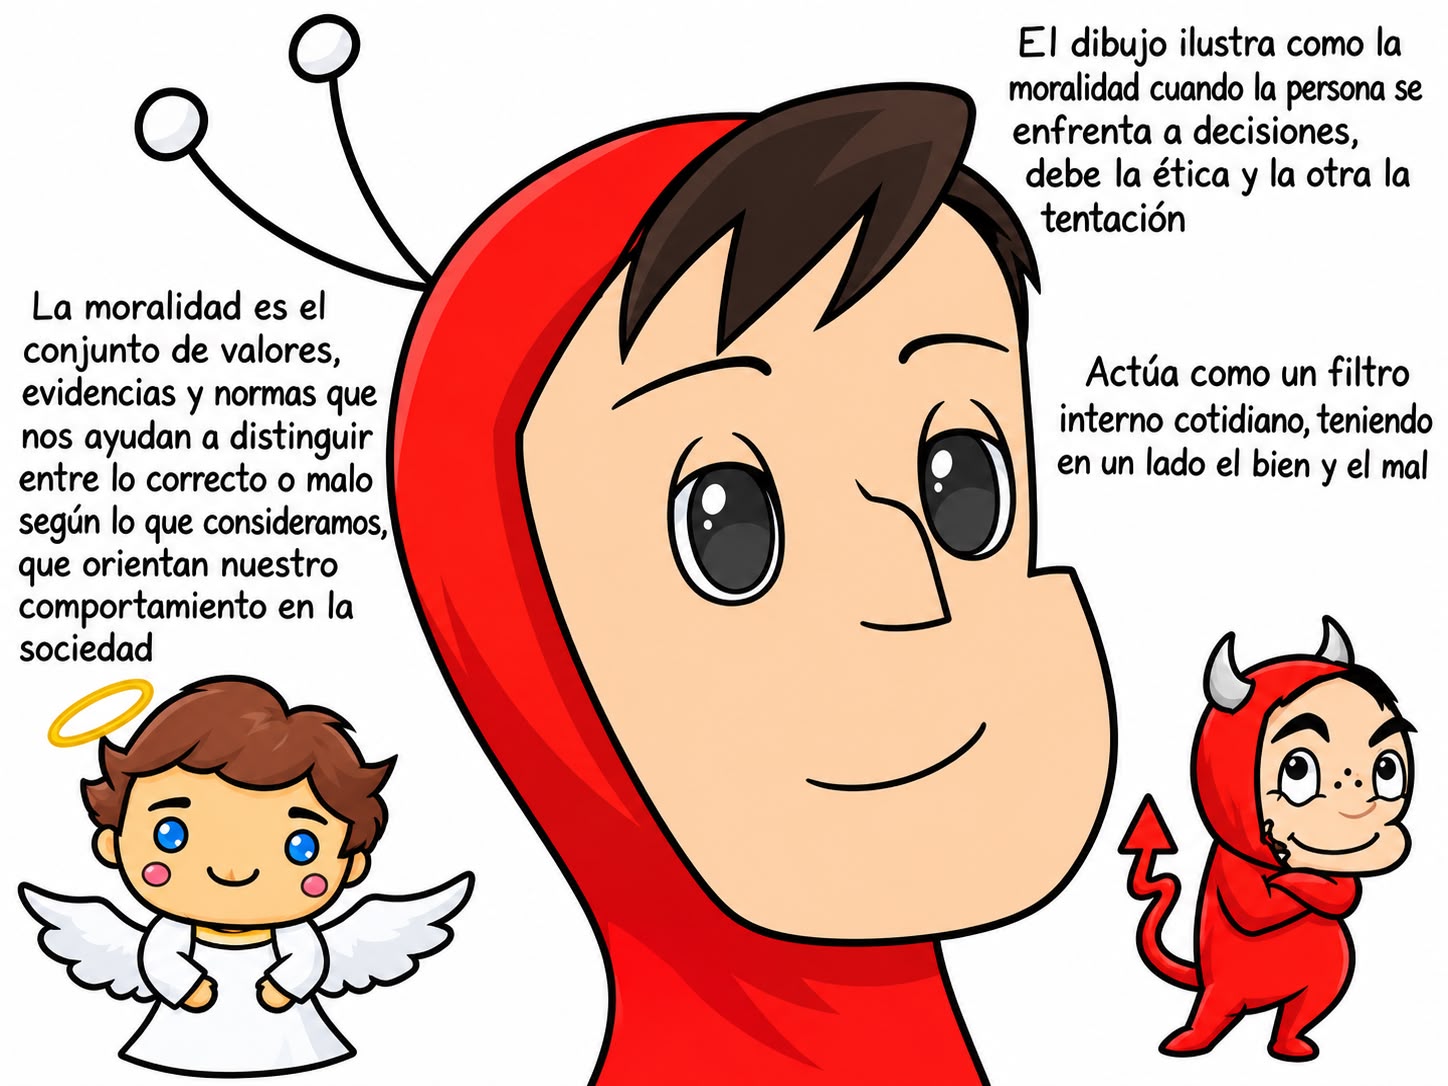 El dibujo ilustra como la
moralidad cuando la persona se
enfrenta a decisiones,
debe la ética y la otra la
tentación
La moralidad es el
conjunto de valores,
evidencias y normas que
nos ayudan a distinguir
entre lo correcto o malo
según lo que consideramos,
que orientan nuestro
comportamiento en la
sociedad
Actúa como un filtro
interno cotidiano, teniendo
en un lado el bien y el mal